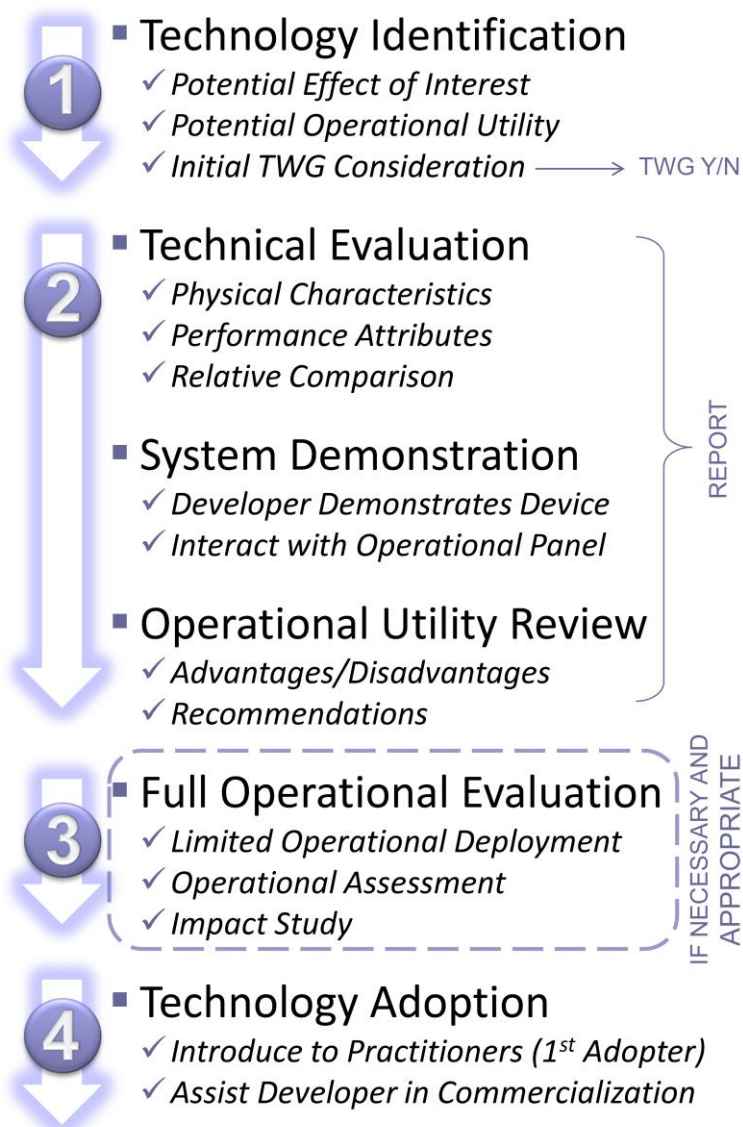 1
Technology Identification
Potential Effect of Interest
Potential Operational Utility
Initial TWG Consideration
TWG Y/N
2
Technical Evaluation
Physical Characteristics
Performance Attributes
Relative Comparison
System Demonstration
Developer Demonstrates Device
Interact with Operational Panel
Operational Utility Review
Advantages/Disadvantages
Recommendations
REPORT
3
Full Operational Evaluation
Limited Operational Deployment
Operational Assessment
Impact Study
IF NECESSARY AND
APPROPRIATE
4
Technology Adoption
Introduce to Practitioners (1st Adopter)
Assist Developer in Commercialization